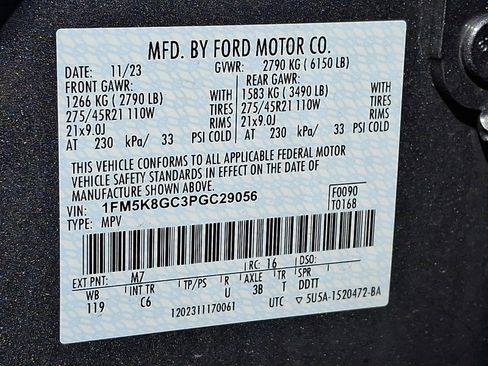 MFD. BY FORD MOTOR CO.
DATE: 11/23 GVWR: 2790 KG ( 6150 LB)
FRONT GAWR: REAR GAWR:
1266 KG ( 2790 LB) WITH 1583 KG ( 3490 LB) WITH
275/45R21 110W TIRES 275/45R21 110W TIRES
21x9.0J RIMS 21x9.0J RIMS
AT 230 kPa/ 33 PSI COLD AT 230 kPa/ 33 PSI COLD
THIS VEHICLE CONFORMS TO ALL APPLICABLE FEDERAL MOTOR
VEHICLE SAFETY STANDARDS IN EFFECT ON THE DATE OF
MANUFACTURE SHOWN ABOVE.
VIN: 1FM5K8GC3PGC29056 F0090
TYPE: MPV T0168
EXT PNT: M7 RC: 16 DSO:
WB INT TR TP/PS R AXLE TR SPR
119 C6 U 3B T DDTT
1202311170061 UTC ▽ 5U5A-1520472-BA